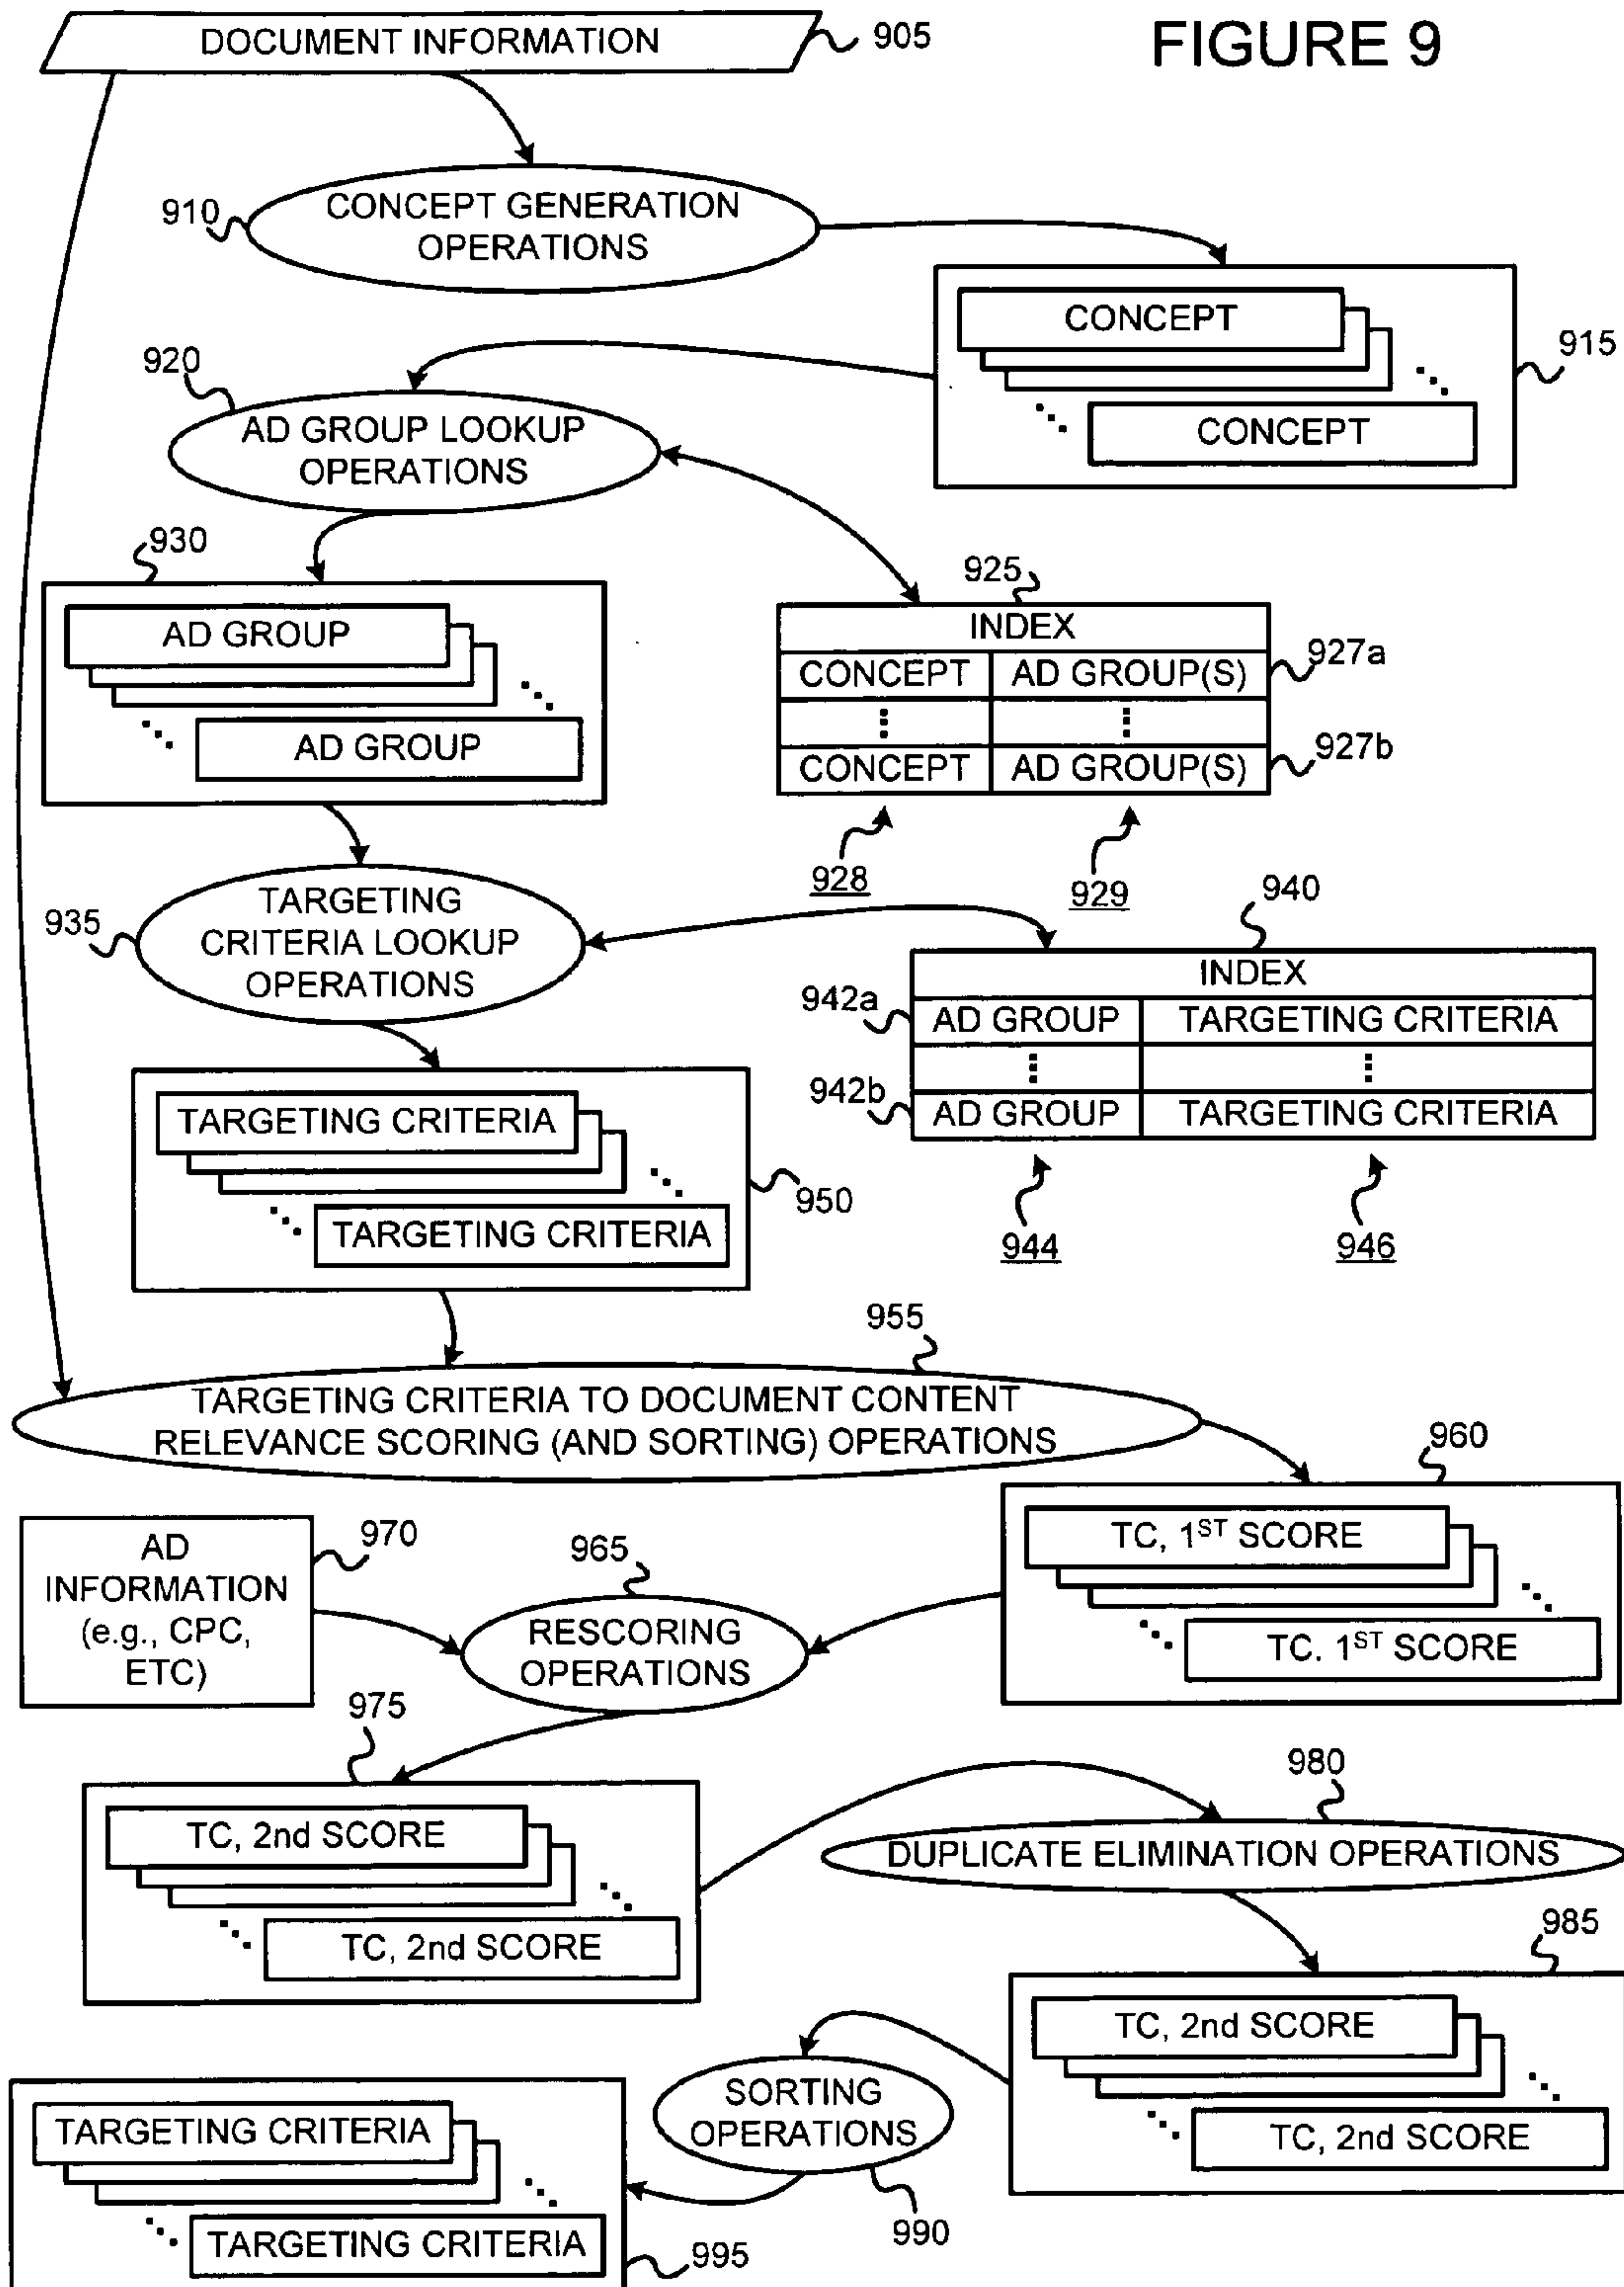 FIGURE 9
DOCUMENT INFORMATION
905
910
CONCEPT GENERATION
OPERATIONS
CONCEPT
CONCEPT
915
920
AD GROUP LOOKUP
OPERATIONS
930
AD GROUP
AD GROUP
925
INDEX
CONCEPT AD GROUP(S)
927a
CONCEPT AD GROUP(S)
927b
928
929
935
TARGETING
CRITERIA LOOKUP
OPERATIONS
940
INDEX
942a
AD GROUP TARGETING CRITERIA
942b
AD GROUP TARGETING CRITERIA
944
946
TARGETING CRITERIA
TARGETING CRITERIA
950
955
TARGETING CRITERIA TO DOCUMENT CONTENT
RELEVANCE SCORING (AND SORTING) OPERATIONS
960
TC, 1ST SCORE
TC. 1ST SCORE
AD
INFORMATION
(e.g., CPC,
ETC)
970
965
RESCORING
OPERATIONS
975
TC, 2nd SCORE
TC, 2nd SCORE
980
DUPLICATE ELIMINATION OPERATIONS
985
TC, 2nd SCORE
TC, 2nd SCORE
SORTING
OPERATIONS
990
TARGETING CRITERIA
TARGETING CRITERIA
995